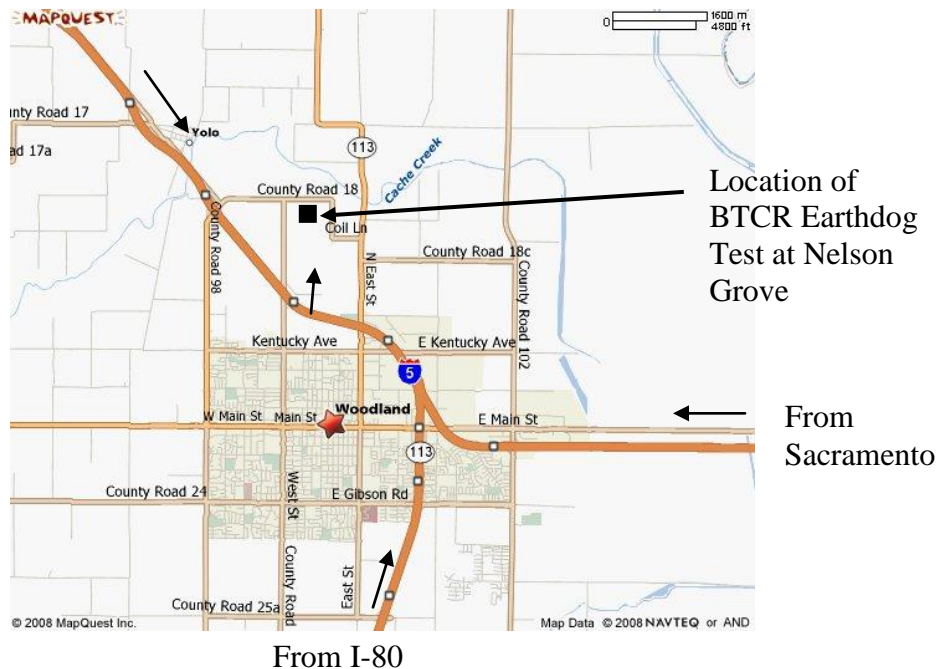 MAPQUEST
0 1600 m
4800 ft
unty Road 17
Yolo
ad 17a
113
Cache Creek
County Road 18
Coil Ln
Location of
BTCR Earthdog
Test at Nelson
Grove
County Road 98
N East St
County Road 18c
County Road 102
Kentucky Ave
E Kentucky Ave
5
Woodland
W Main St
Main St
E Main St
From
Sacramento
113
County Road 24
West St
E Gibson Rd
County Road
East St
County Road 25a
© 2008 MapQuest Inc.
Map Data © 2008 NAVTEQ or AND
From I-80